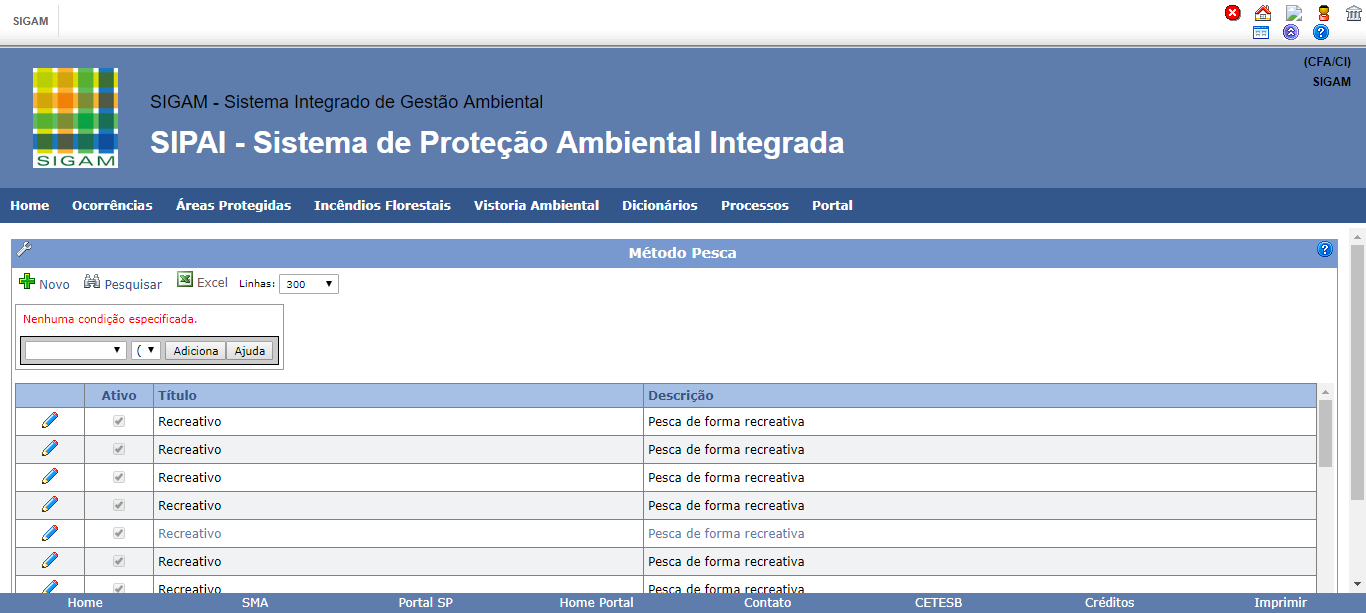 SIGAM
(CFA/CI)
SIGAM
SIGAM
SIGAM - Sistema Integrado de Gestão Ambiental
SIPAI - Sistema de Proteção Ambiental Integrada
Home Ocorrências Áreas Protegidas Incêndios Florestais Vistoria Ambiental Dicionários Processos Portal
Método Pesca
Novo Pesquisar Excel Linhas: 300
Nenhuma condição especificada.
( Adiciona Ajuda
Ativo Título Descrição
Recreativo Pesca de forma recreativa
Recreativo Pesca de forma recreativa
Recreativo Pesca de forma recreativa
Recreativo Pesca de forma recreativa
Recreativo Pesca de forma recreativa
Recreativo Pesca de forma recreativa
Recreativo Pesca de forma recreativa
Home SMA Portal SP Home Portal Contato CETESB Créditos Imprimir